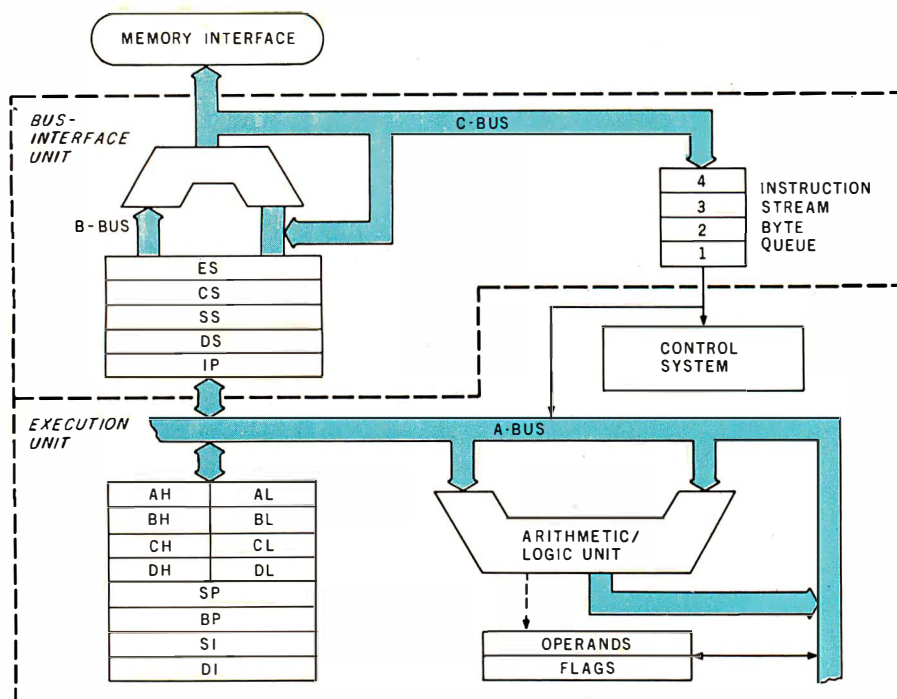 MEMORY INTERFACE
BUS-
INTERFACE
UNIT
C-BUS
B-BUS
4
3
2
1
INSTRUCTION
STREAM
BYTE
QUEUE
ES
CS
SS
DS
IP
CONTROL
SYSTEM
EXECUTION
UNIT
A-BUS
AH AL
BH BL
CH CL
DH DL
SP
BP
SI
DI
ARITHMETIC/
LOGIC UNIT
OPERANDS
FLAGS